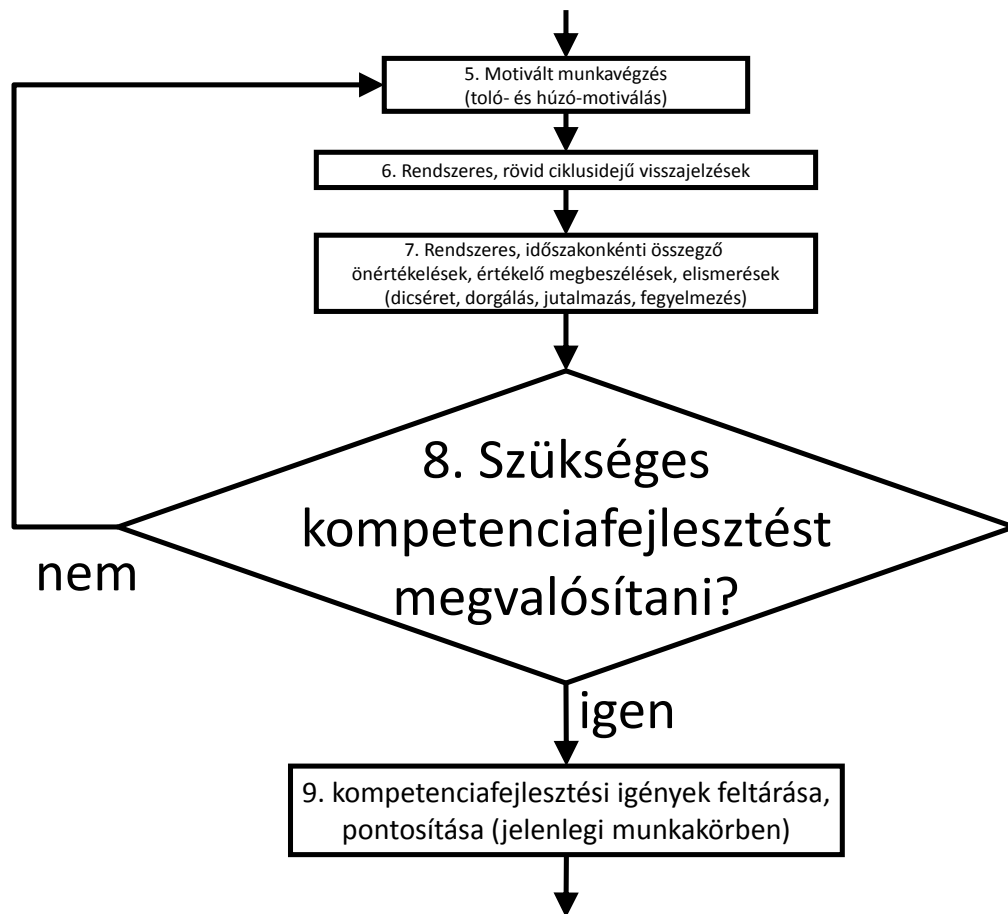 5. Motivált munkavégzés
(toló- és húzó-motiválás)
6. Rendszeres, rövid ciklusidejű visszajelzések
7. Rendszeres, időszakonkénti összegző
önértékelések, értékelő megbeszélések, elismerések
(dicséret, dorgálás, jutalmazás, fegyelmezés)
8. Szükséges
kompetenciafejlesztést
megvalósítani?
nem
igen
9. kompetenciafejlesztési igények feltárása,
pontosítása (jelenlegi munkakörben)